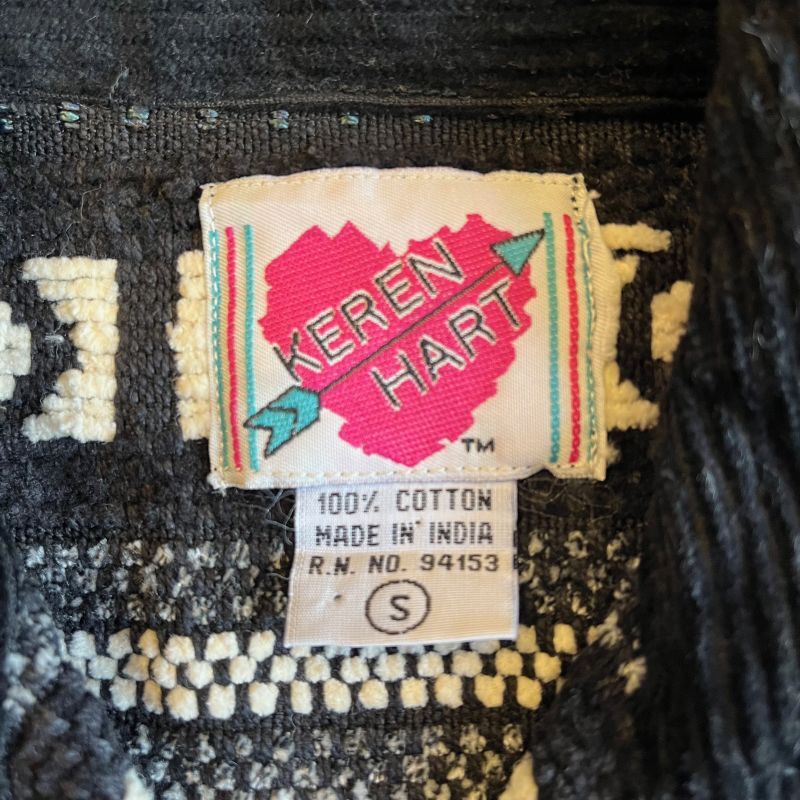 KEREN
HART
TM
100% COTTON
MADE IN INDIA
R.N. NO. 94153
S